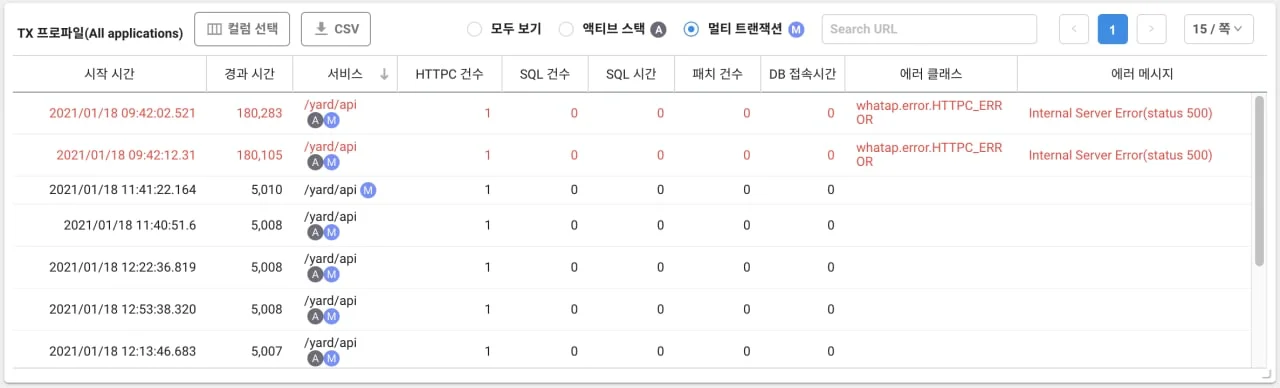 TX 프로파일(All applications) 컬럼 선택 CSV 모두 보기 액티브 스택 A 멀티 트랜잭션 M Search URL < 1 > 15 / 쪽
시작 시간 경과 시간 서비스 HTTPC 건수 SQL 건수 SQL 시간 패치 건수 DB 접속시간 에러 클래스 에러 메시지
2021/01/18 09:42:02.521 180,283 /yard/api 1 0 0 0 0 whatap.error.HTTPC_ERR Internal Server Error(status 500)
A M OR
2021/01/18 09:42:12.31 180,105 /yard/api 1 0 0 0 0 whatap.error.HTTPC_ERR Internal Server Error(status 500)
A M OR
2021/01/18 11:41:22.164 5,010 /yard/api M 1 0 0 0 0
2021/01/18 11:40:51.6 5,008 /yard/api 1 0 0 0 0
A M
2021/01/18 12:22:36.819 5,008 /yard/api 1 0 0 0 0
A M
2021/01/18 12:53:38.320 5,008 /yard/api 1 0 0 0 0
A M
2021/01/18 12:13:46.683 5,007 /yard/api 1 0 0 0 0
A M